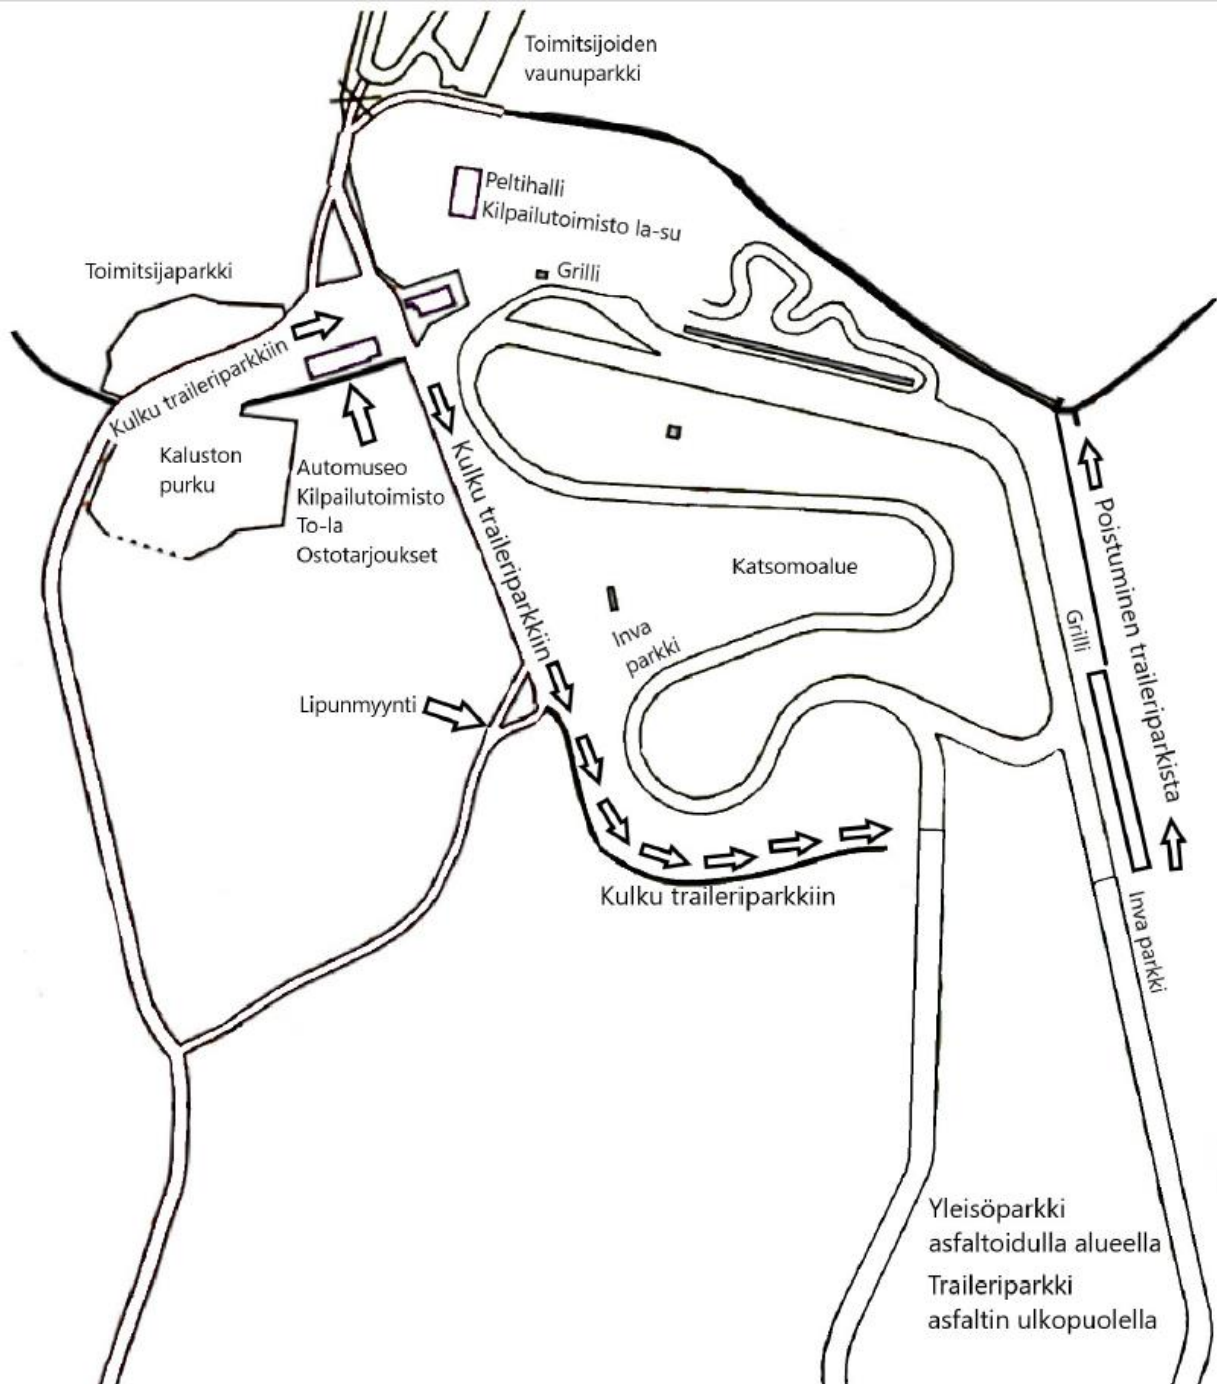 Toimitsijoiden
vaunuparkki
Peltihalli
Kilpailutoimisto la-su
Toimitsijaparkki
Grilli
Kulku traileriparkkiin
Kaluston
purku
Automuseo
Kilpailutoimisto
To-la
Ostotarjoukset
Kulku traileriparkkiin
Katsomoalue
Inva
parkki
Grilli
Poistuminen traileriparkista
Lipunmyynti
Kulku traileriparkkiin
Inva parkki
Yleisöparkki
asfaltoidulla alueella
Traileriparkki
asfaltin ulkopuolella